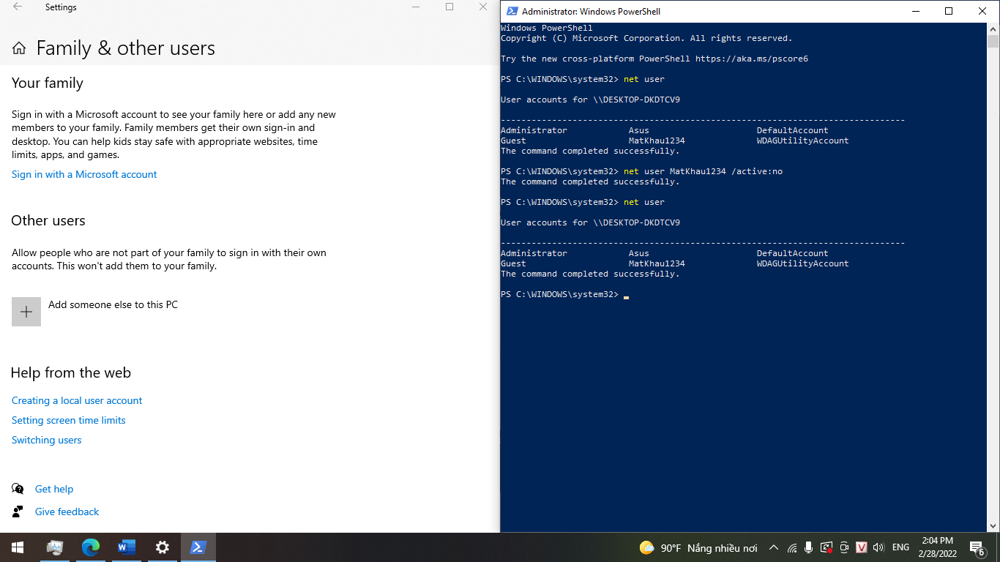 Settings
Family & other users
Your family
Sign in with a Microsoft account to see your family here or add any new
members to your family. Family members get their own sign-in and
desktop. You can help kids stay safe with appropriate websites, time
limits, apps, and games.
Sign in with a Microsoft account
Other users
Allow people who are not part of your family to sign in with their own
accounts. This won't add them to your family.
Add someone else to this PC
Help from the web
Creating a local user account
Setting screen time limits
Switching users
Get help
Give feedback
Administrator: Windows PowerShell
Windows PowerShell
Copyright (C) Microsoft Corporation. All rights reserved.
Try the new cross-platform PowerShell https://aka.ms/pscore6
PS C:\WINDOWS\system32> net user
User accounts for \\DESKTOP-DKDTCV9
-------------------------------------------------------------------------------
Administrator            Asus                     DefaultAccount
Guest                    MatKhau1234              WDAGUtilityAccount
The command completed successfully.
PS C:\WINDOWS\system32> net user MatKhau1234 /active:no
The command completed successfully.
PS C:\WINDOWS\system32> net user
User accounts for \\DESKTOP-DKDTCV9
-------------------------------------------------------------------------------
Administrator            Asus                     DefaultAccount
Guest                    MatKhau1234              WDAGUtilityAccount
The command completed successfully.
PS C:\WINDOWS\system32>
90°F Nắng nhiều nơi
V
ENG
2:04 PM
2/28/2022
6